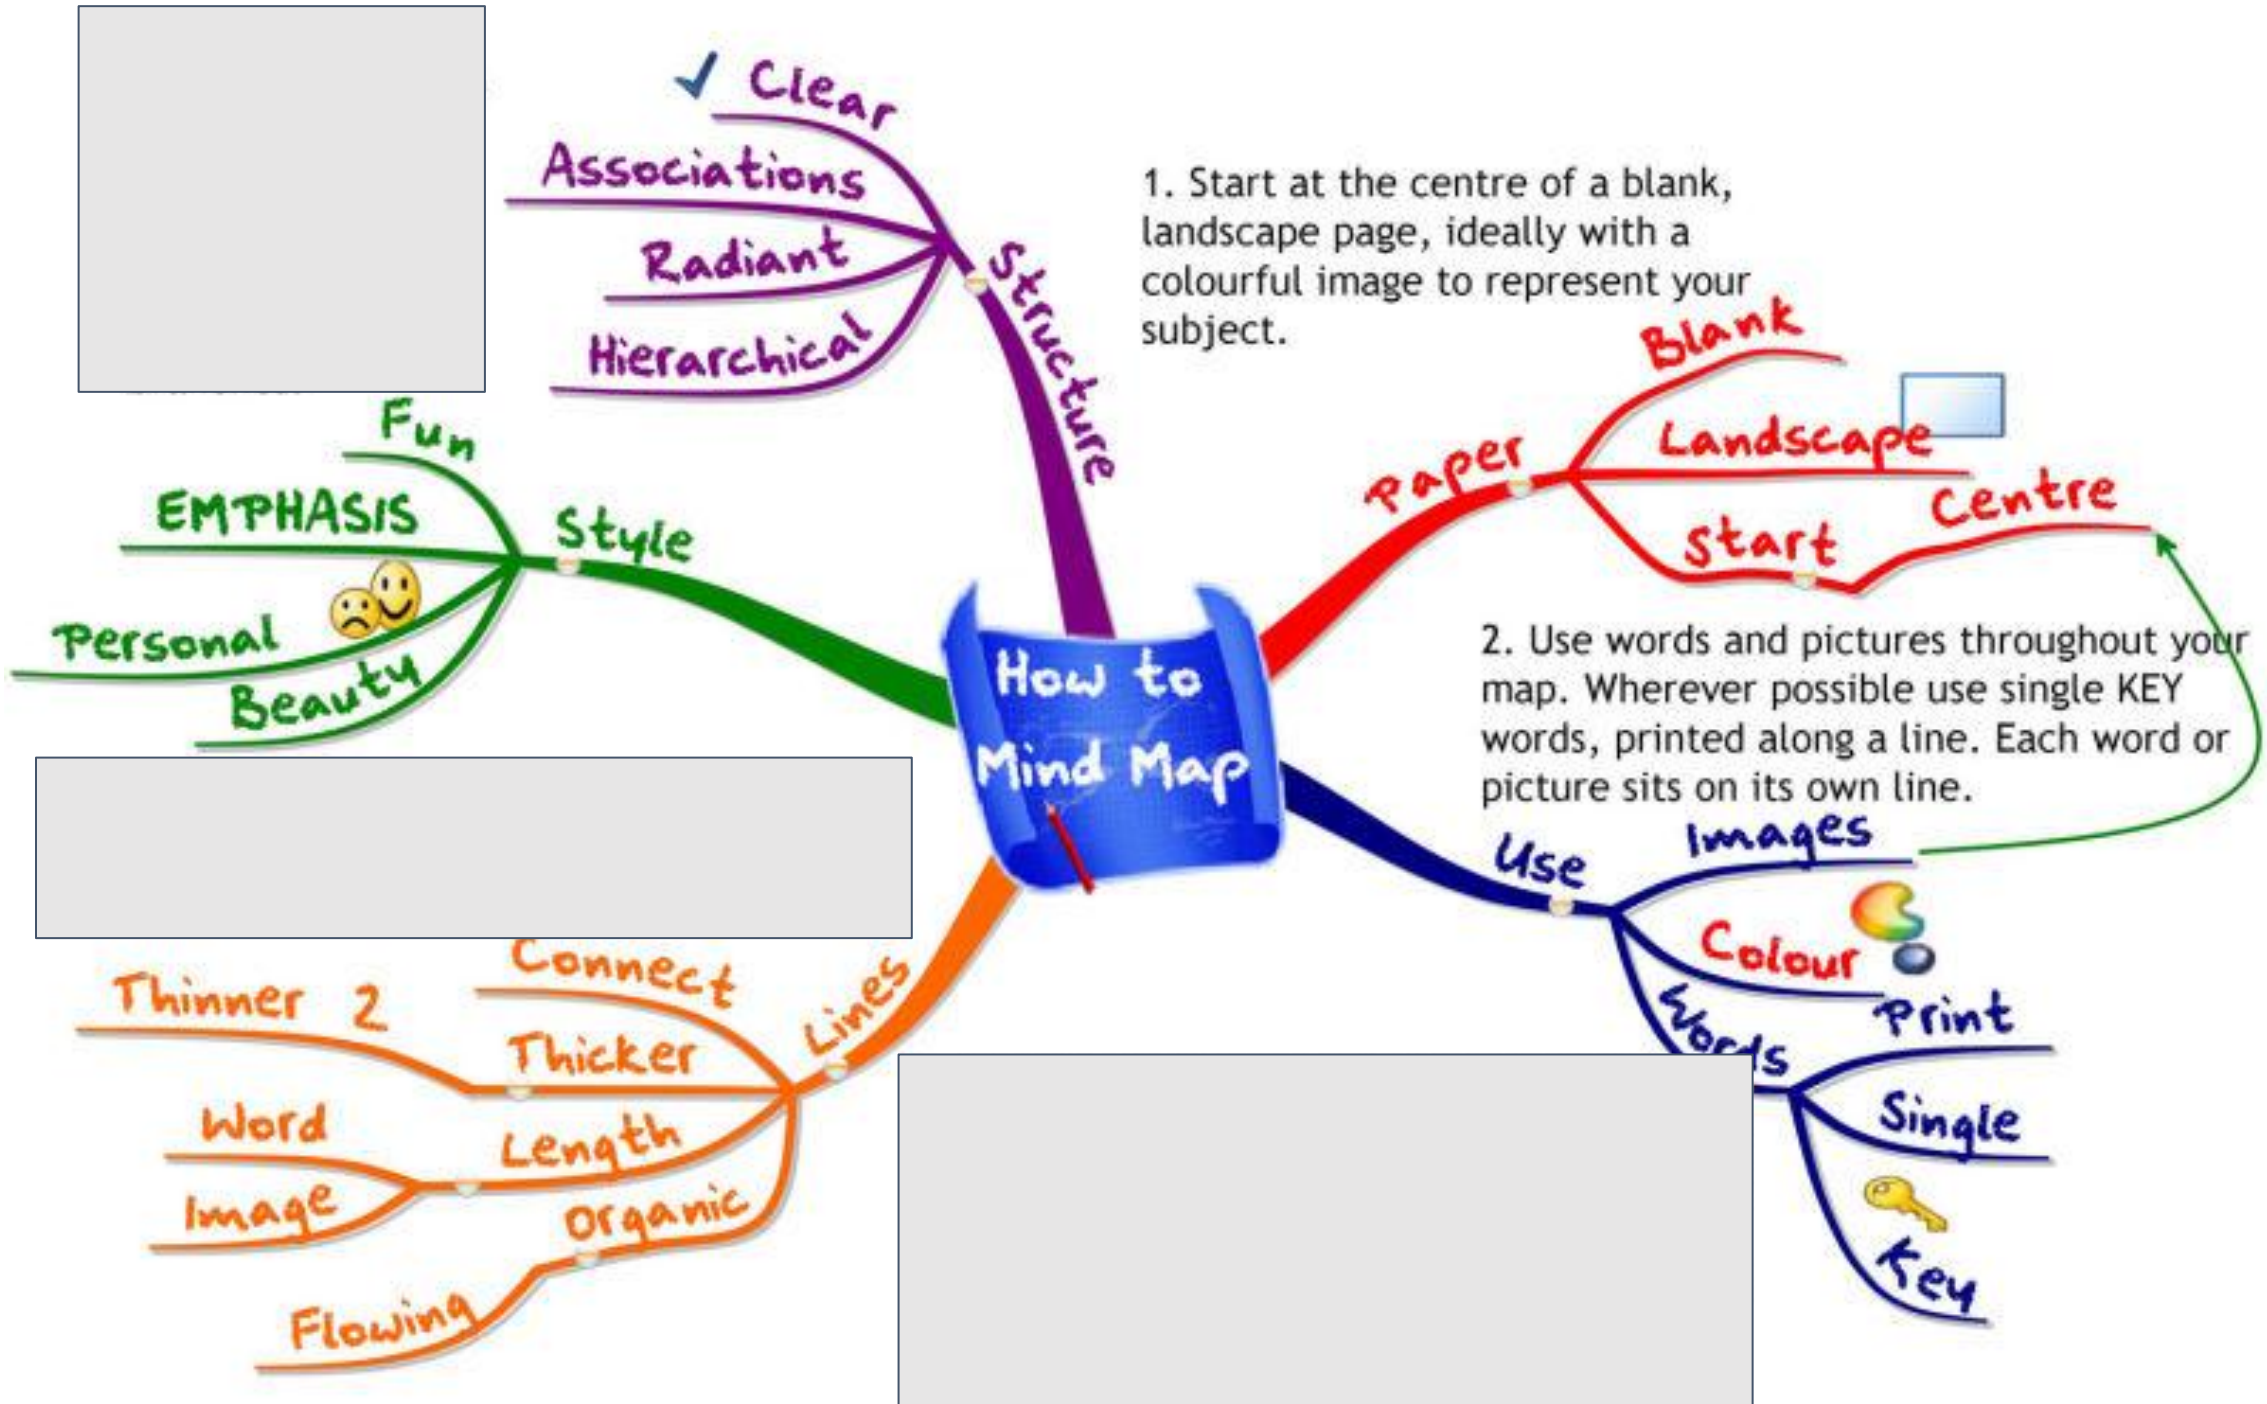 Clear
Associations
Radiant
Hierarchical
Structure
1. Start at the centre of a blank,
landscape page, ideally with a
colourful image to represent your
subject.
Blank
Landscape
Paper
Start
Centre
Fun
EMPHASIS
Style
Personal
Beauty
How to
Mind Map
2. Use words and pictures throughout your
map. Wherever possible use single KEY
words, printed along a line. Each word or
picture sits on its own line.
Use
Images
Colour
Words
Print
Single
Key
Lines
Connect
Thicker
Thinner 2
Length
Word
Image
Organic
Flowing